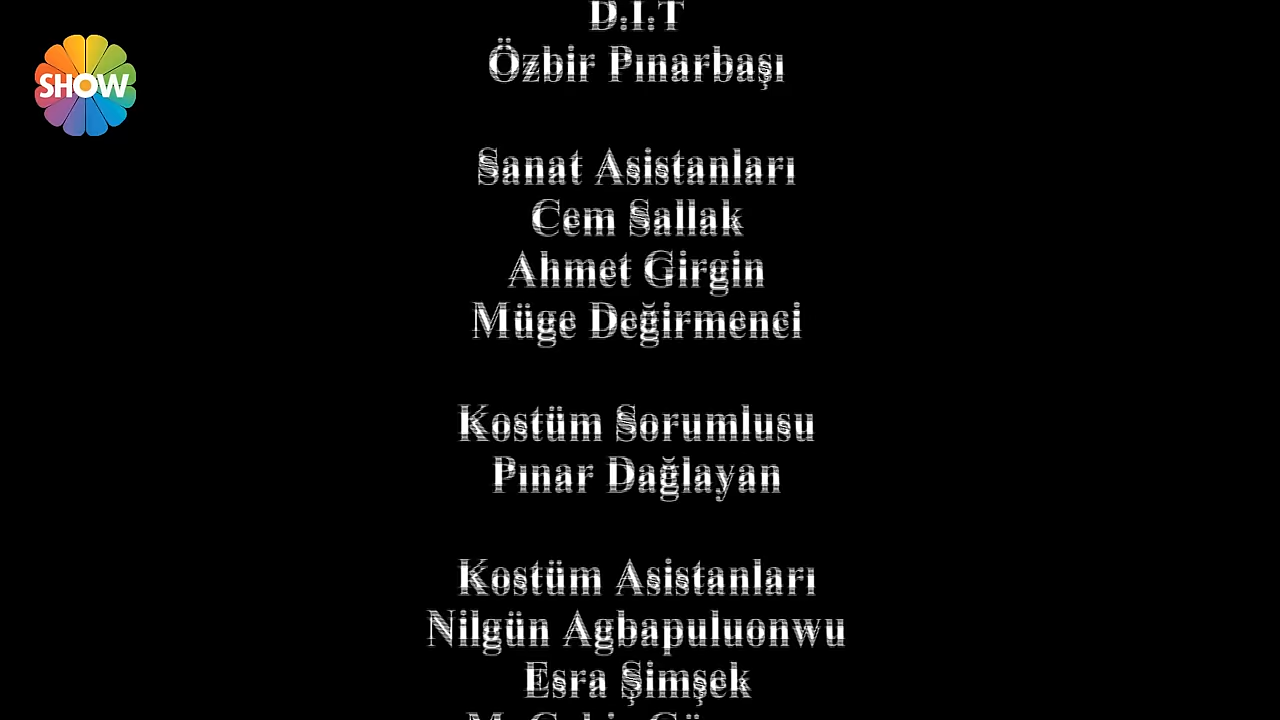 SHOW
D.I.T
Özbir Pınarbaşı
Sanat Asistanları
Cem Sallak
Ahmet Girgin
Müge Değirmenci
Kostüm Sorumlusu
Pınar Dağlayan
Kostüm Asistanları
Nilgün Agbapuluonwu
Esra Şimşek